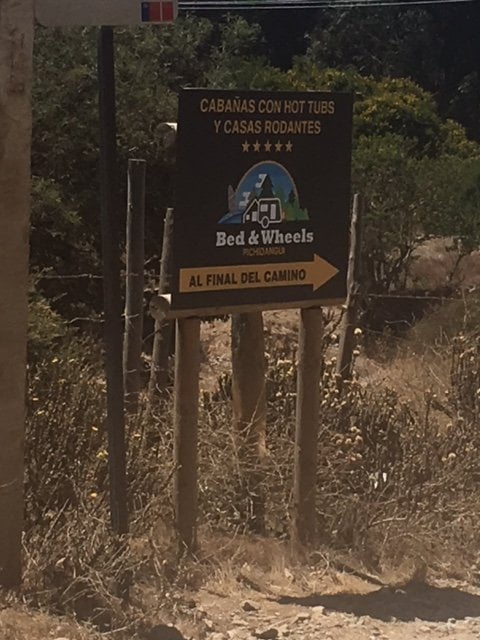 CABAÑAS CON HOT TUBS
Y CASAS RODANTES
Bed & Wheels
PICHIDANGUI
AL FINAL DEL CAMINO